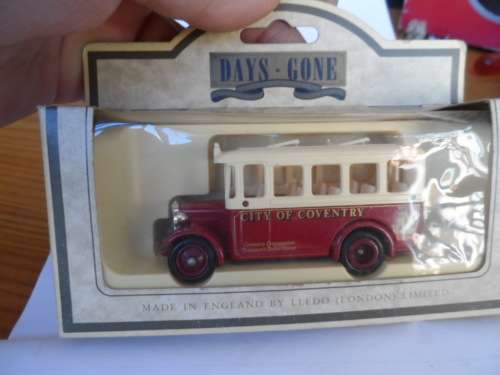 DAYS · GONE
CITY OF COVENTRY
MADE IN ENGLAND BY LLEDO (LONDON) LIMITED